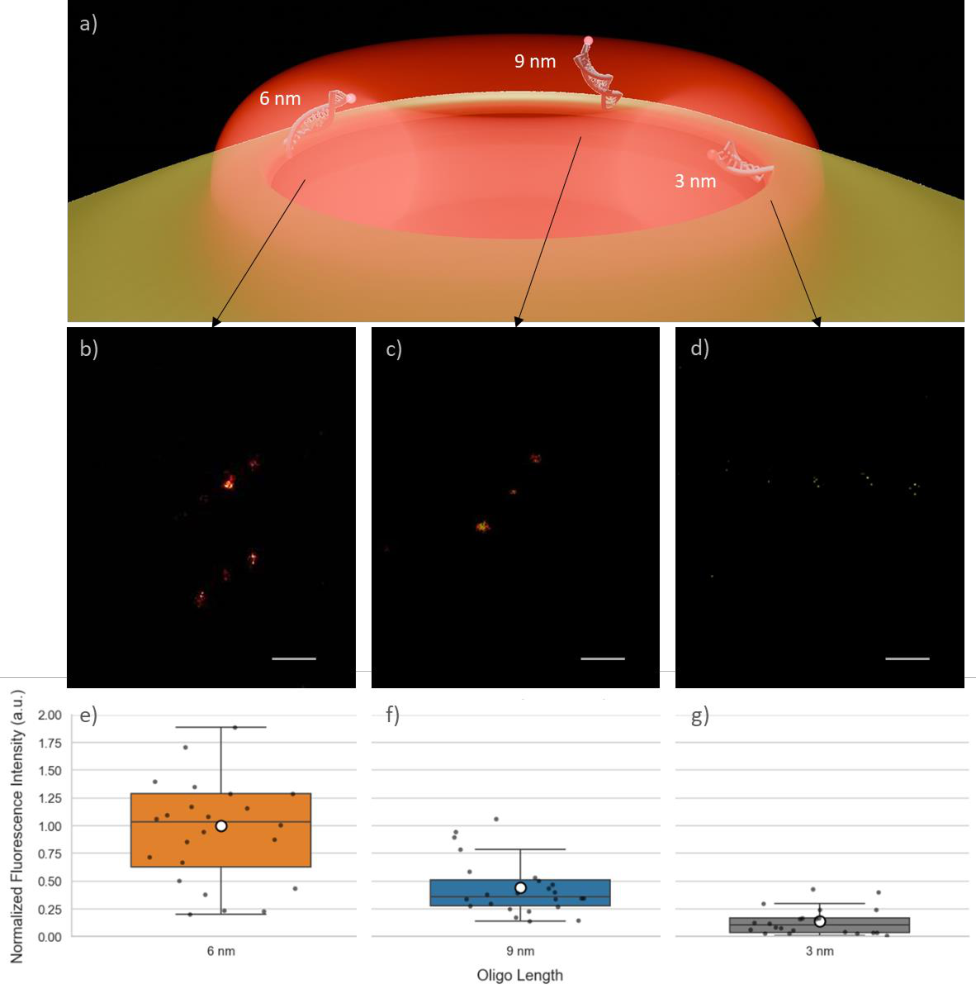 a)
9 nm
6 nm
3 nm
b)
c)
d)
e)
f)
g)
Normalized Fluorescence Intensity (a.u.)
2.00
1.75
1.50
1.25
1.00
0.75
0.50
0.25
0.00
6 nm
9 nm
3 nm
Oligo Length